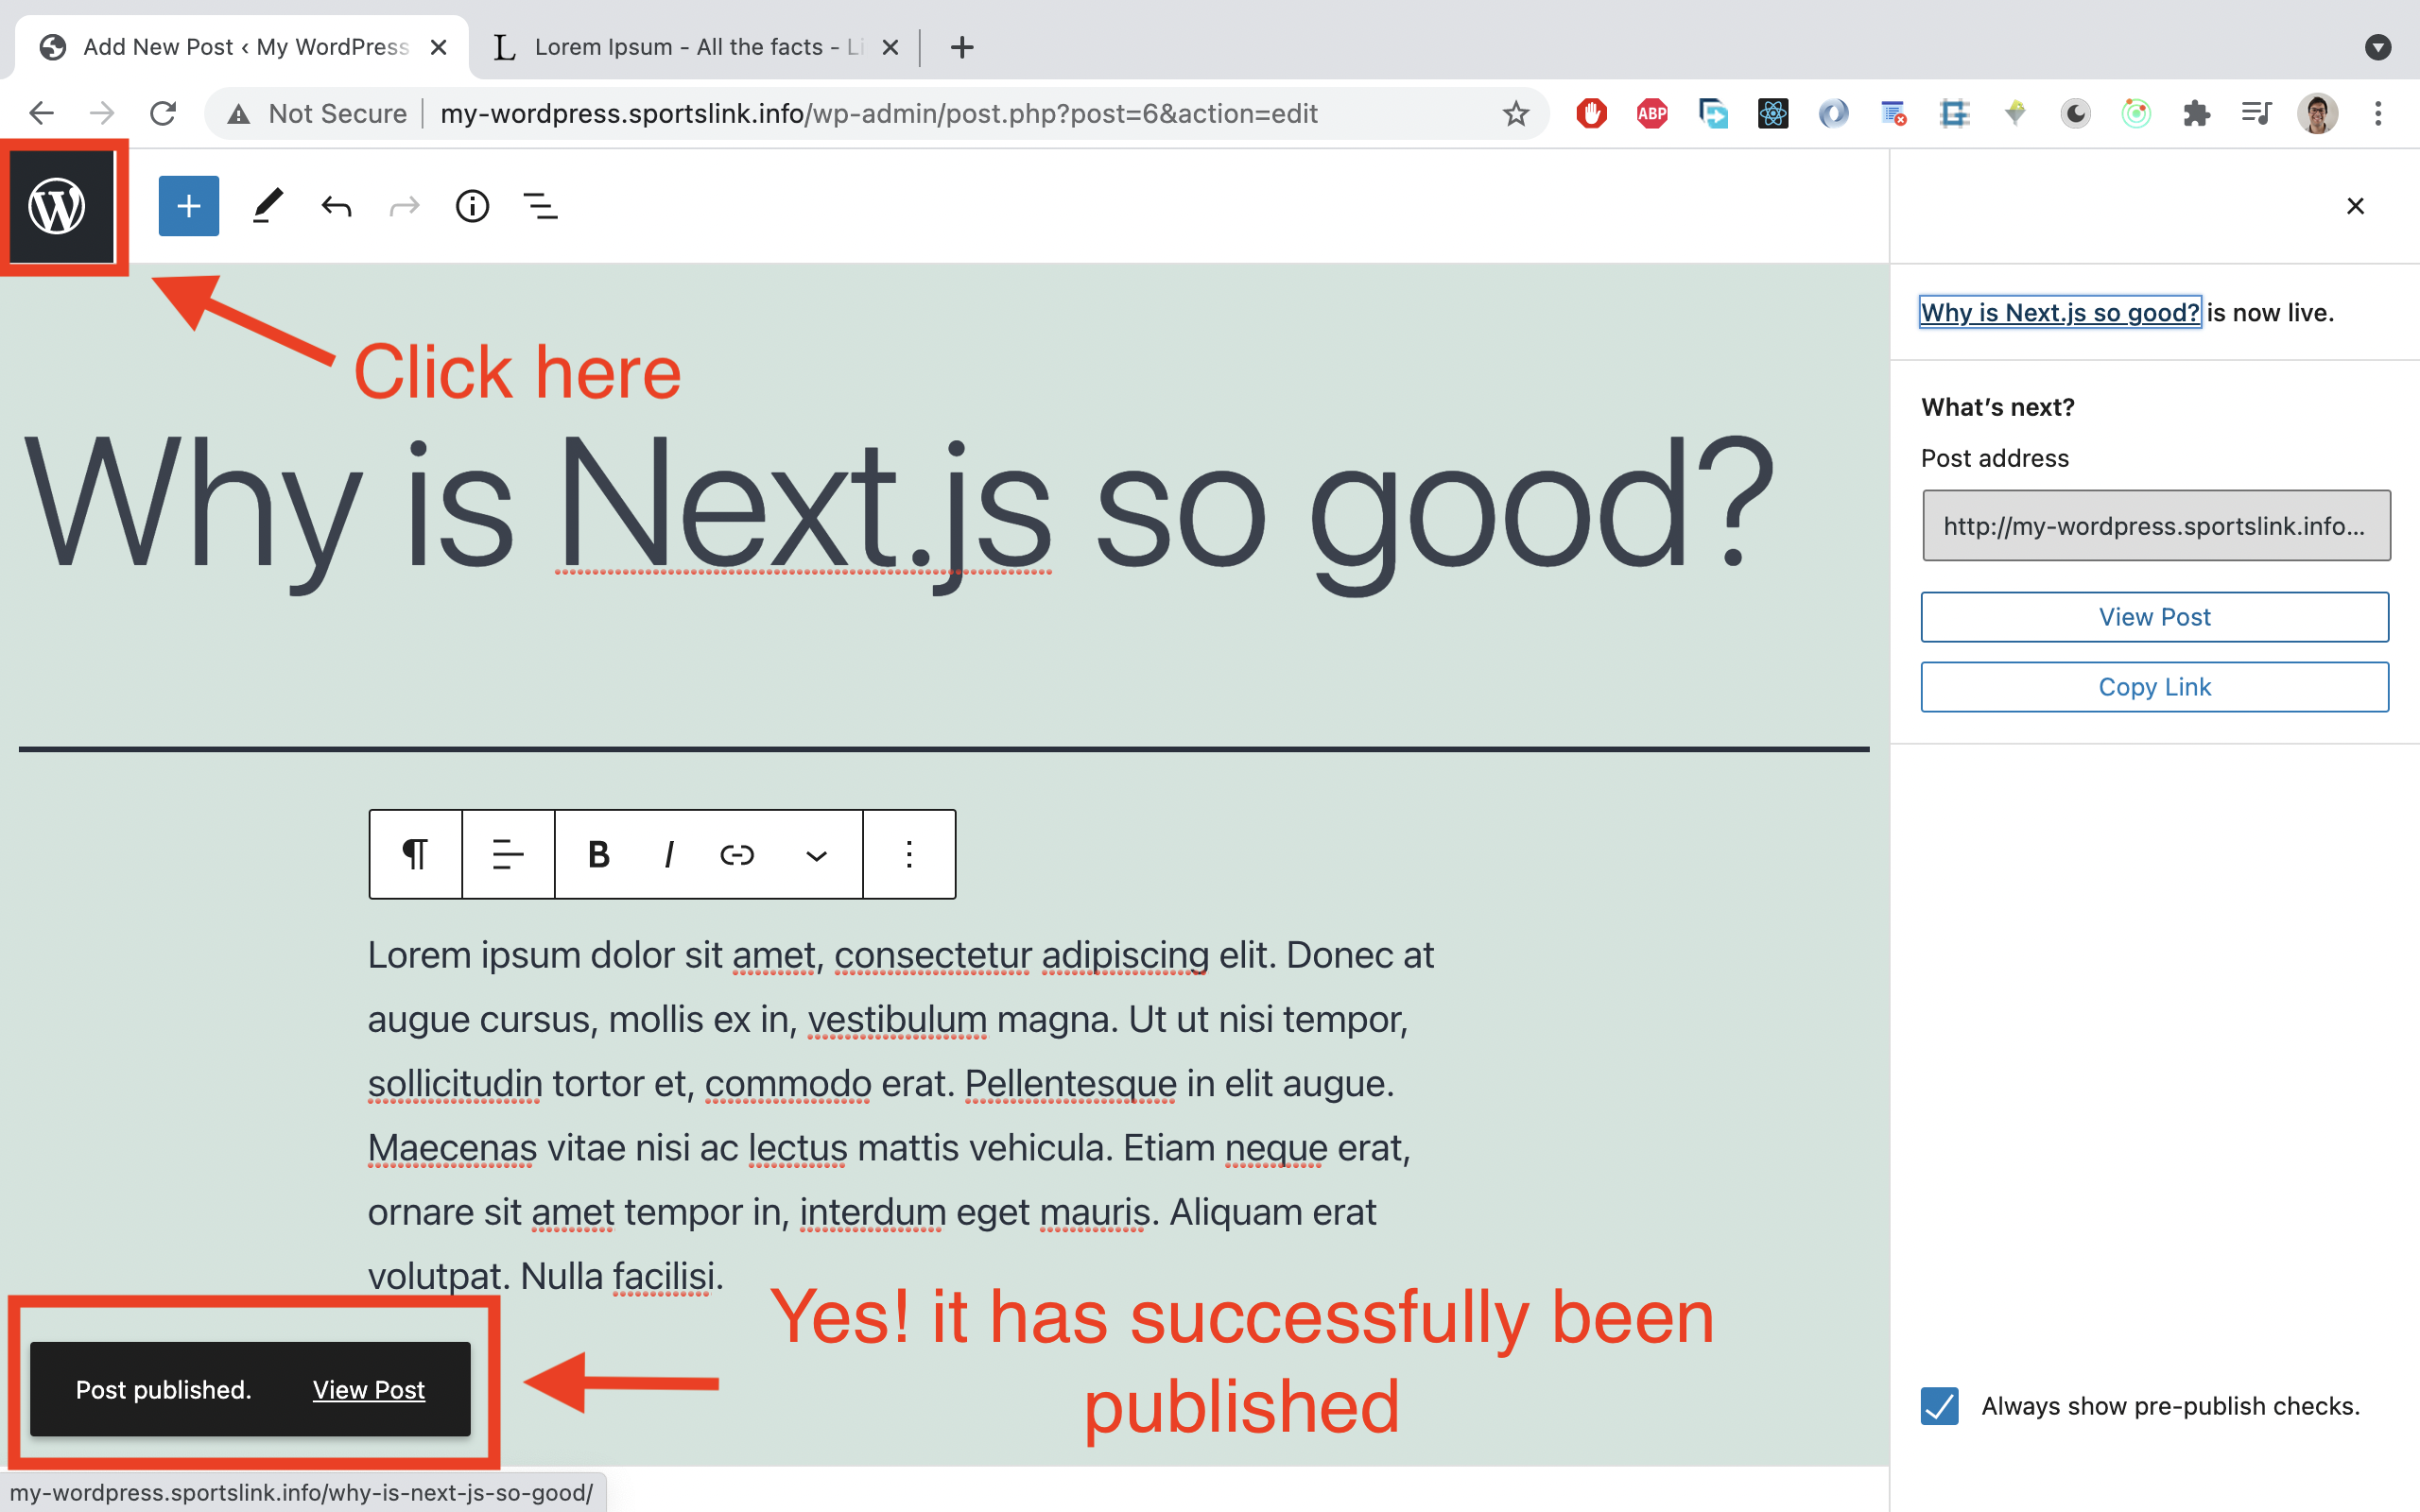 Add New Post ‹ My WordPress
Lorem Ipsum - All the facts - Li
Not Secure
my-wordpress.sportslink.info/wp-admin/post.php?post=6&action=edit
ABP
Click here
Why is Next.js so good?
B I
Lorem ipsum dolor sit amet, consectetur adipiscing elit. Donec at
augue cursus, mollis ex in, vestibulum magna. Ut ut nisi tempor,
sollicitudin tortor et, commodo erat. Pellentesque in elit augue.
Maecenas vitae nisi ac lectus mattis vehicula. Etiam neque erat,
ornare sit amet tempor in, interdum eget mauris. Aliquam erat
volutpat. Nulla facilisi.
Yes! it has successfully been
published
Post published. View Post
my-wordpress.sportslink.info/why-is-next-js-so-good/
Why is Next.js so good? is now live.
What’s next?
Post address
http://my-wordpress.sportslink.info...
View Post
Copy Link
Always show pre-publish checks.